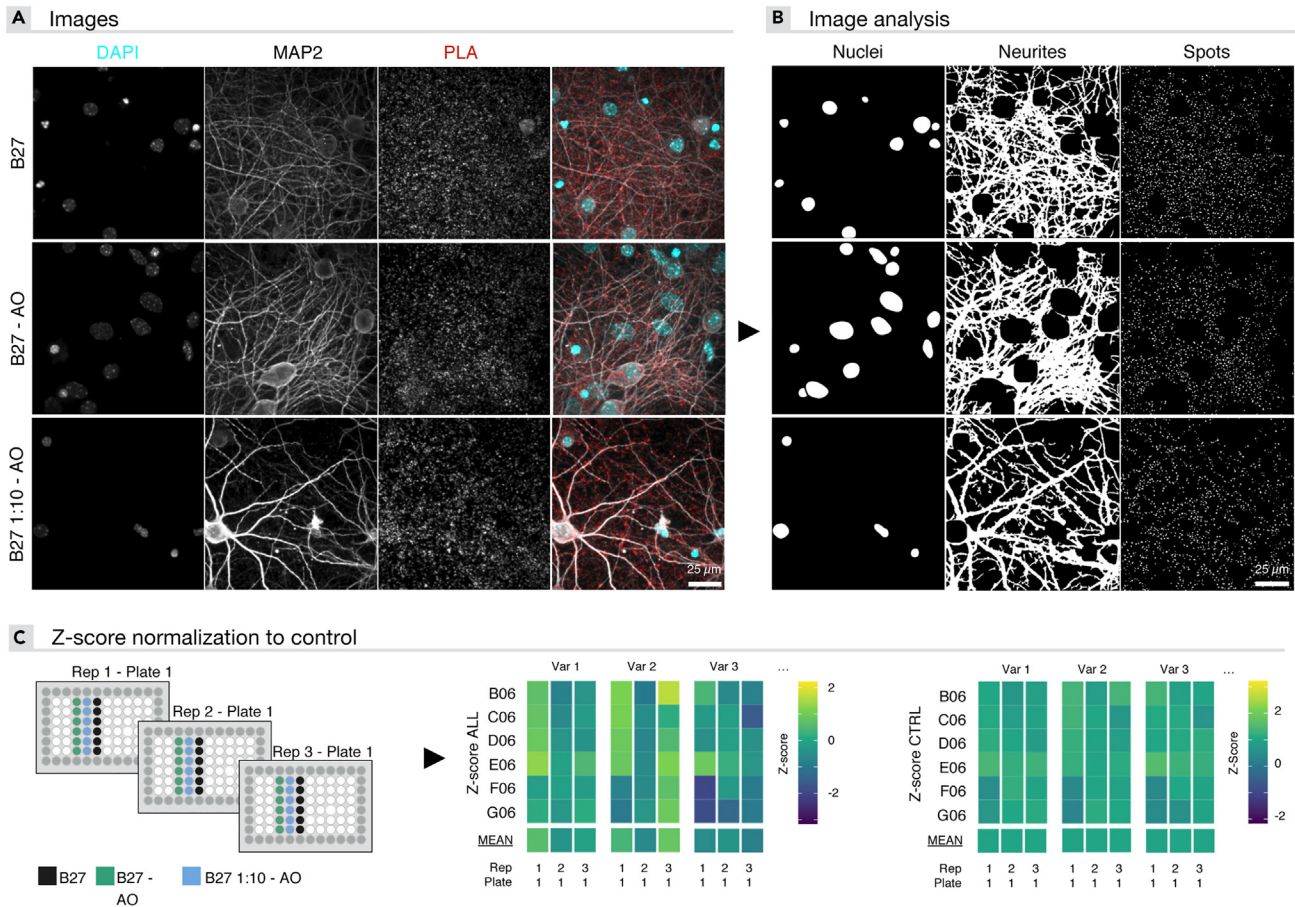 A Images
B Image analysis
DAPI MAP2 PLA
Nuclei Neurites Spots
B27
B27 - AO
B27 1:10 - AO
25 µm
25 µm
C Z-score normalization to control
Rep 1 - Plate 1
Rep 2 - Plate 1
Rep 3 - Plate 1
B27
B27 - AO
B27 1:10 - AO
Var 1 Var 2 Var 3 ...
Z-score ALL
B06
C06
D06
E06
F06
G06
MEAN
Rep 1 2 3 1 2 3 1 2 3
Plate 1 1 1 1 1 1 1 1 1
2
0
-2
Z-score
Var 1 Var 2 Var 3 ...
Z-score CTRL
B06
C06
D06
E06
F06
G06
MEAN
Rep 1 2 3 1 2 3 1 2 3
Plate 1 1 1 1 1 1 1 1 1
2
0
-2
Z-score